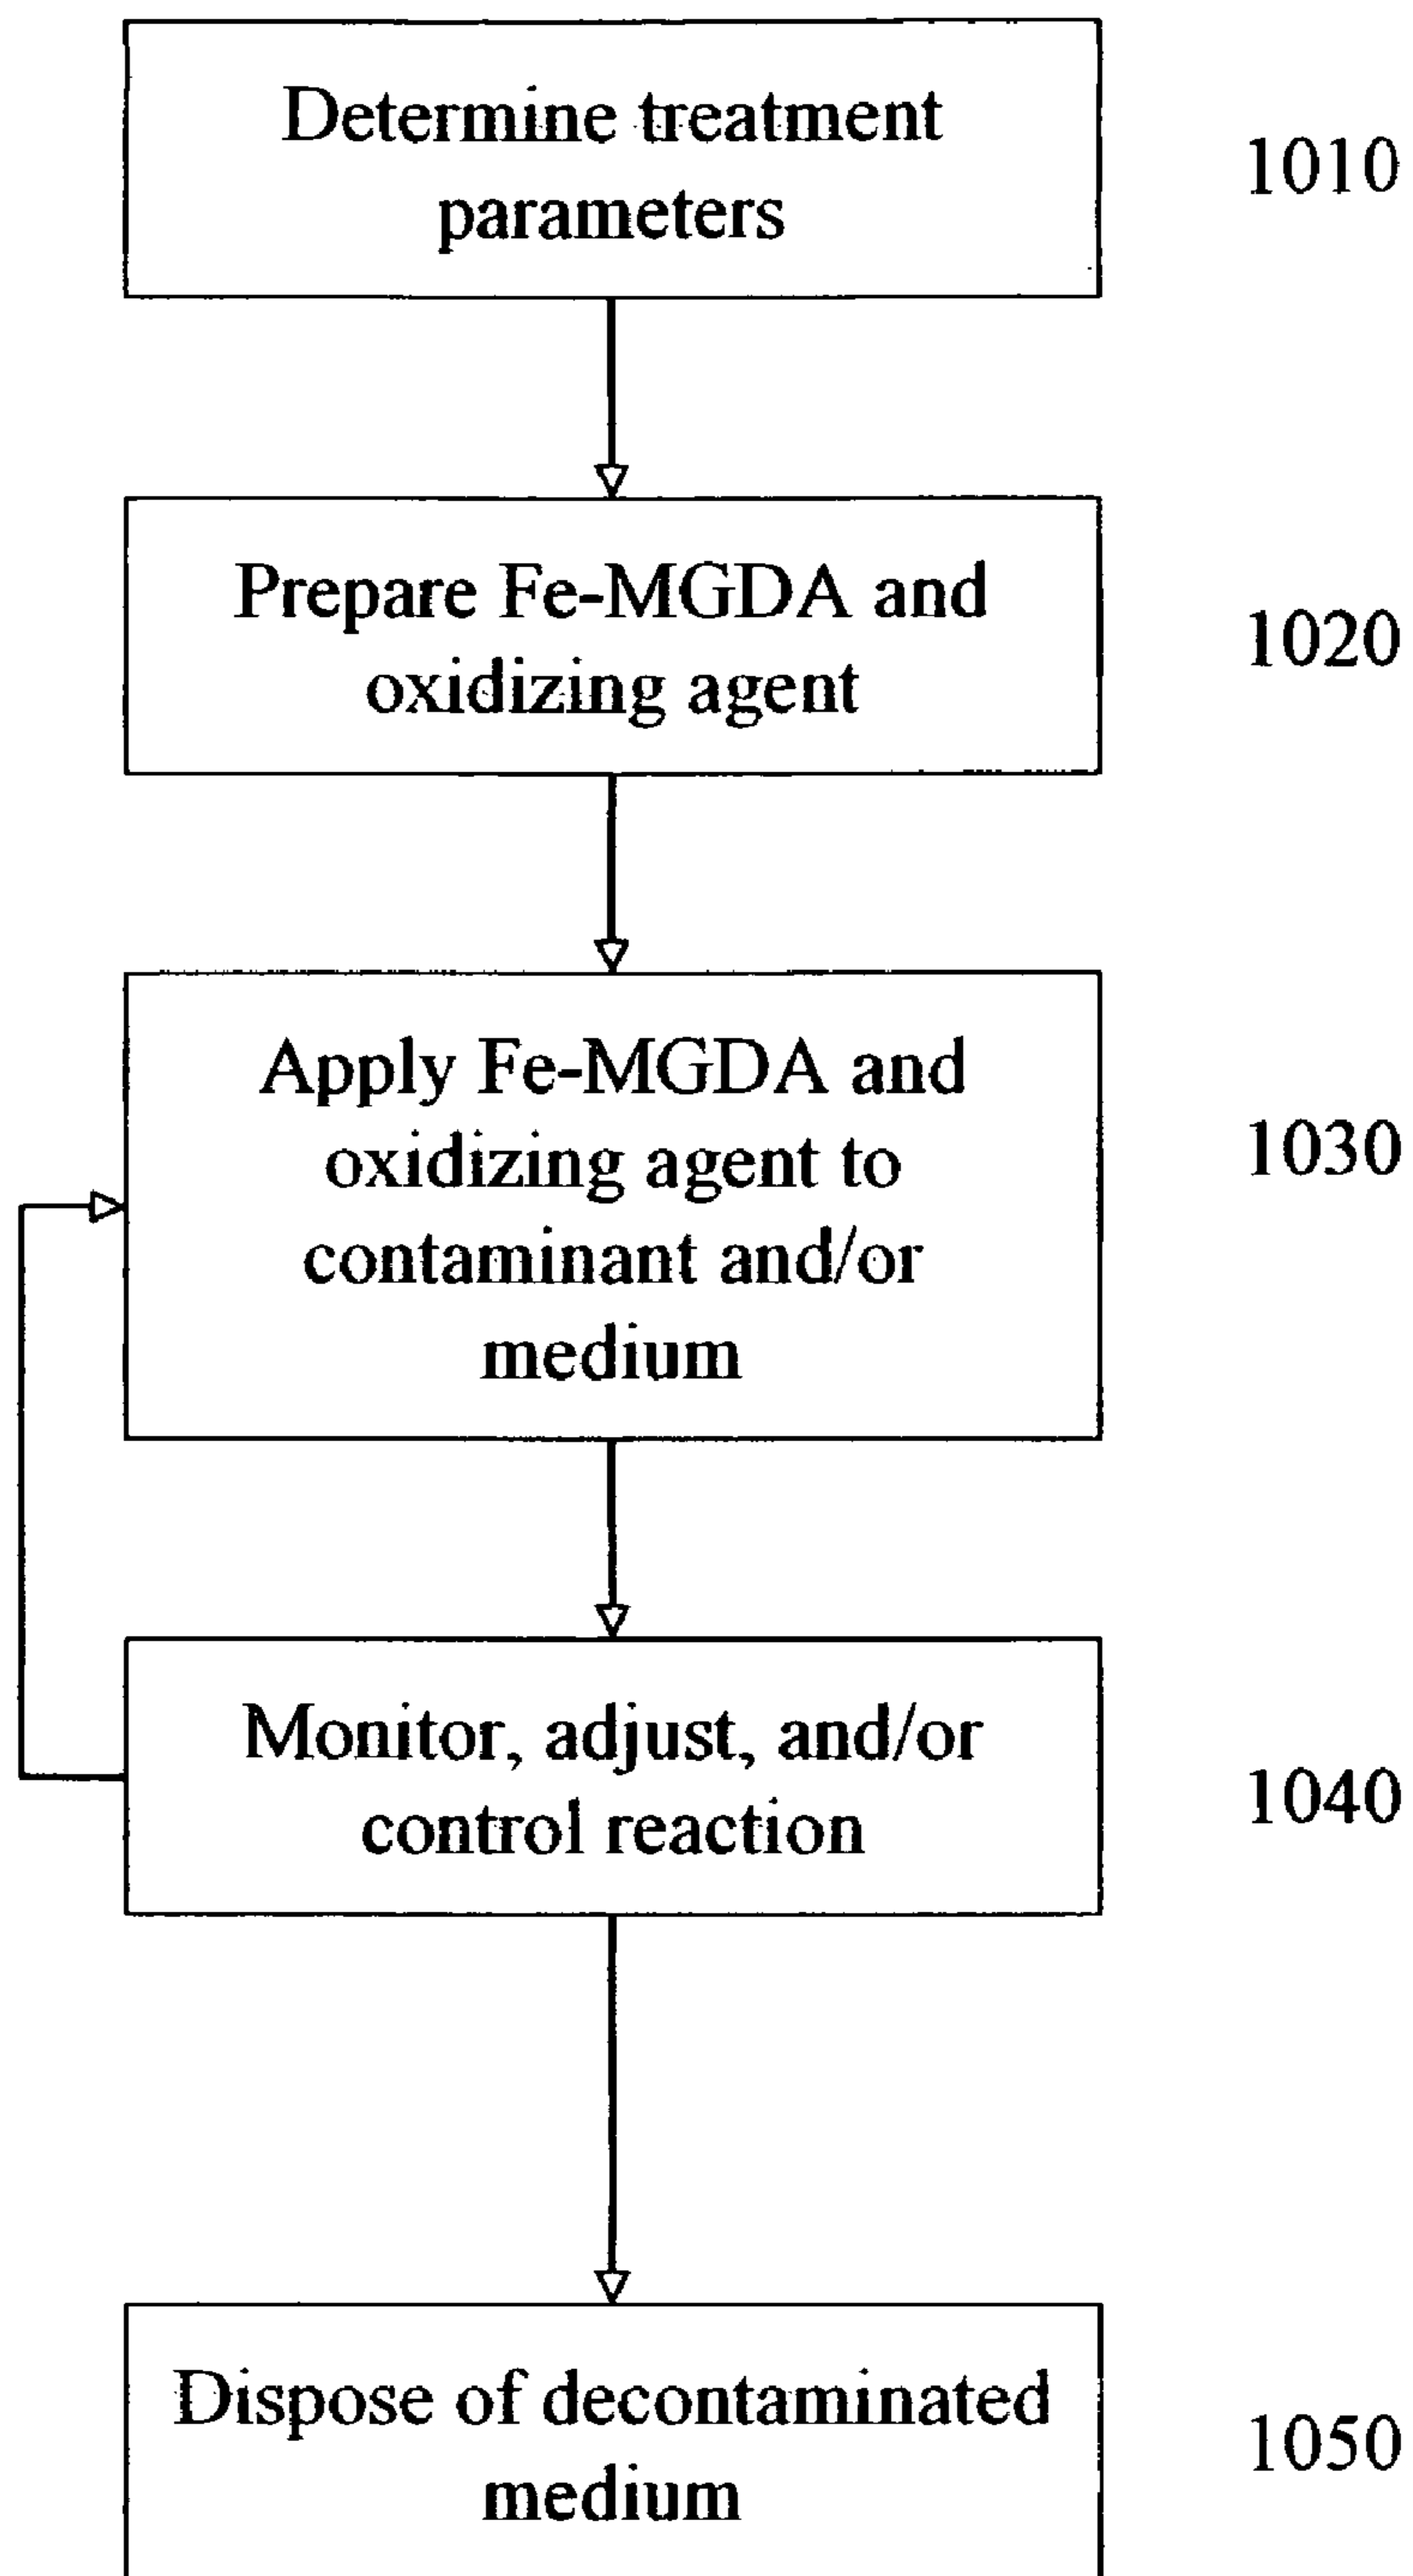 Determine treatment
parameters
1010
Prepare Fe-MGDA and
oxidizing agent
1020
Apply Fe-MGDA and
oxidizing agent to
contaminant and/or
medium
1030
Monitor, adjust, and/or
control reaction
1040
Dispose of decontaminated
medium
1050